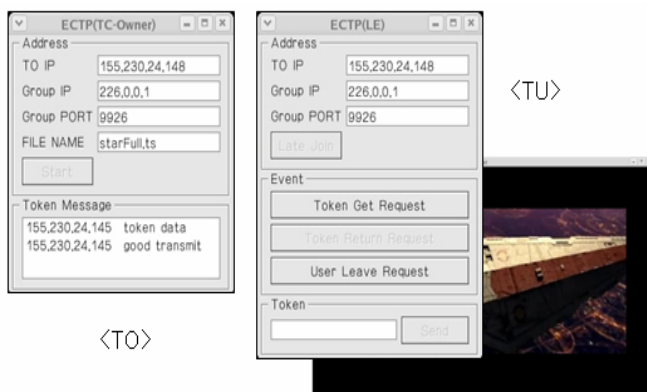 ECTP(TC-Owner)
Address
TO IP 155,230,24,148
Group IP 226,0,0,1
Group PORT 9926
FILE NAME starFull,ts
Start
Token Message
155,230,24,145 token data
155,230,24,145 good transmit
<TO>
ECTP(LE)
Address
TO IP 155,230,24,148
Group IP 226,0,0,1
Group PORT 9926
Late Join
Event
Token Get Request
Token Return Request
User Leave Request
Token
Send
<TU>